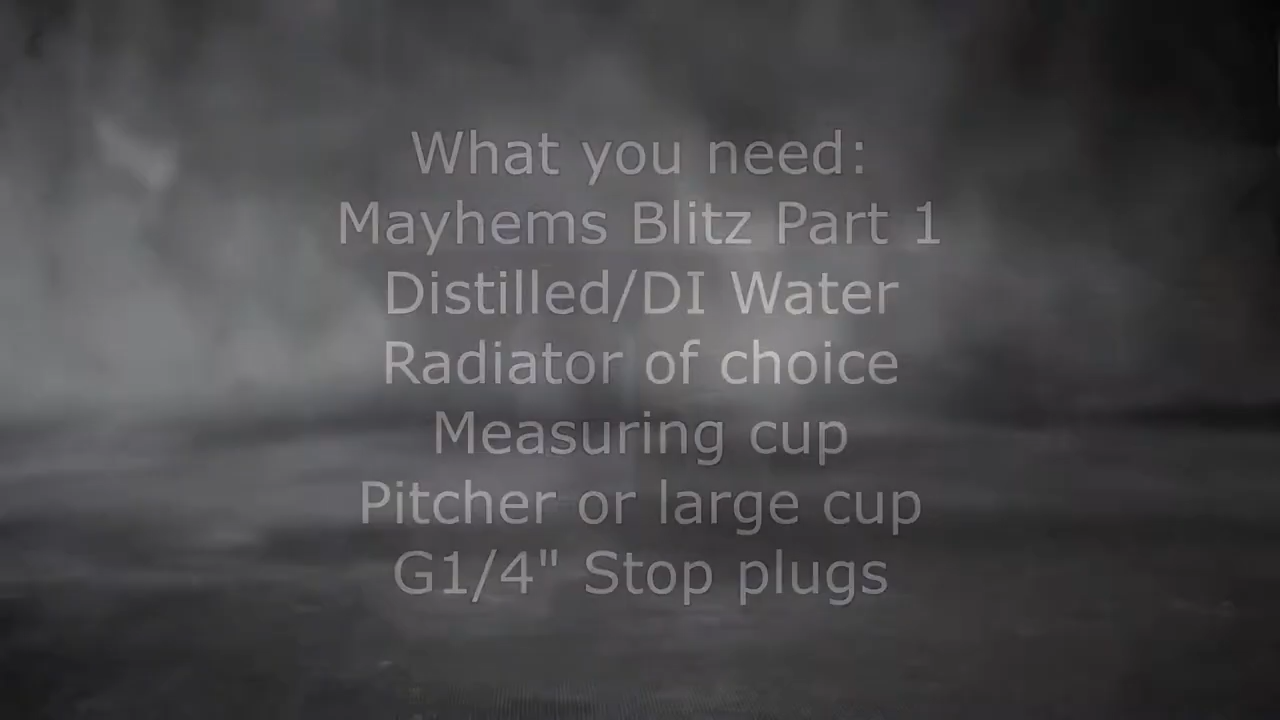 What you need:
Mayhems Blitz Part 1
Distilled/DI Water
Radiator of choice
Measuring cup
Pitcher or large cup
G1/4" Stop plugs